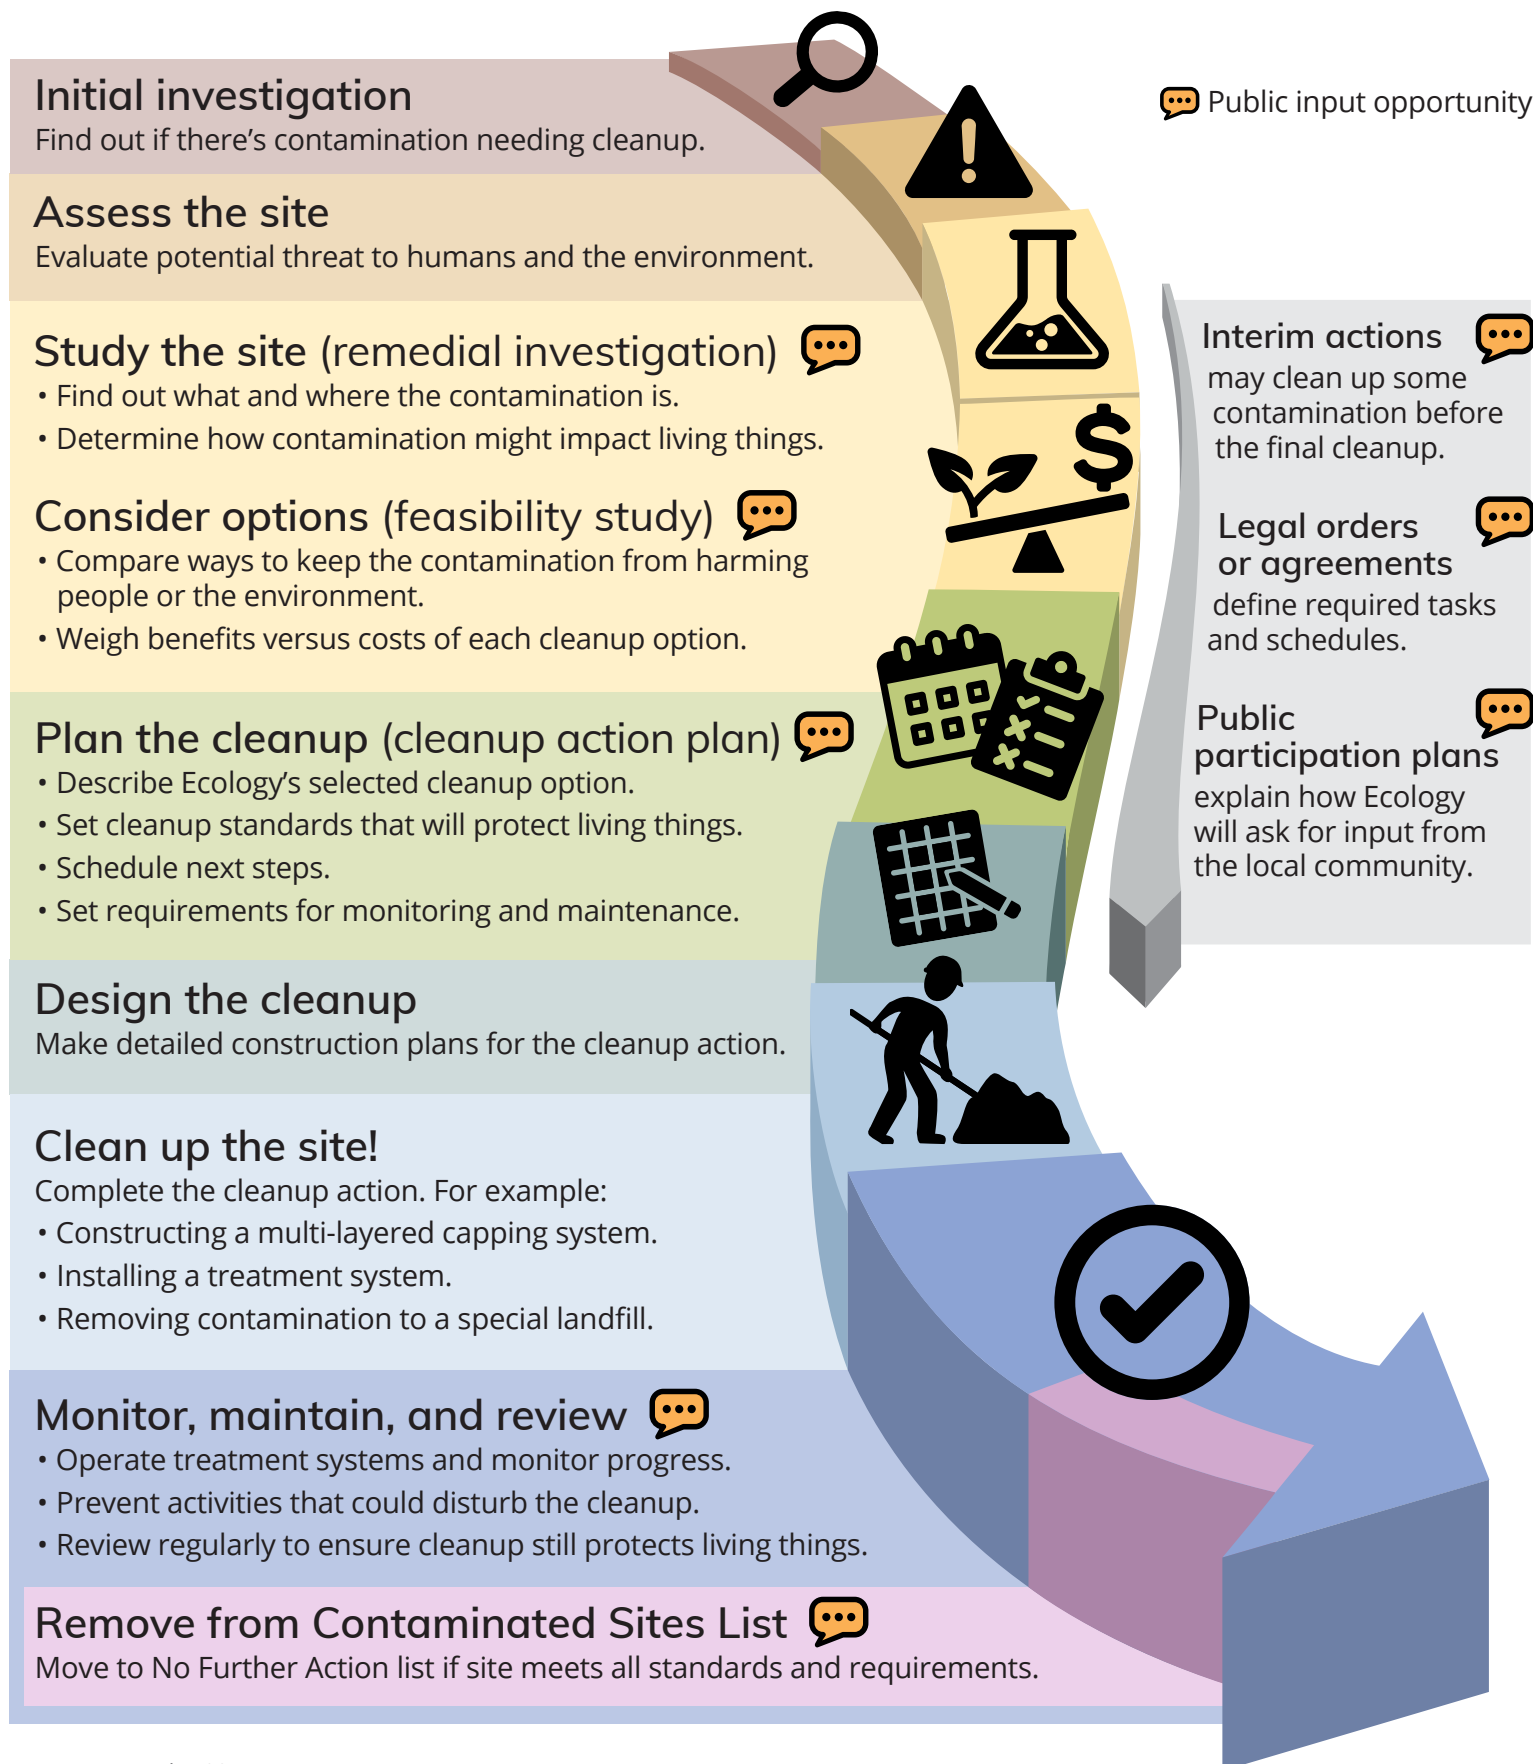 Initial investigation
Find out if there’s contamination needing cleanup.
Public input opportunity
Assess the site
Evaluate potential threat to humans and the environment.
Study the site (remedial investigation)
• Find out what and where the contamination is.
• Determine how contamination might impact living things.
Consider options (feasibility study)
• Compare ways to keep the contamination from harming
people or the environment.
• Weigh benefits versus costs of each cleanup option.
Plan the cleanup (cleanup action plan)
• Describe Ecology’s selected cleanup option.
• Set cleanup standards that will protect living things.
• Schedule next steps.
• Set requirements for monitoring and maintenance.
Design the cleanup
Make detailed construction plans for the cleanup action.
Clean up the site!
Complete the cleanup action. For example:
• Constructing a multi-layered capping system.
• Installing a treatment system.
• Removing contamination to a special landfill.
Monitor, maintain, and review
• Operate treatment systems and monitor progress.
• Prevent activities that could disturb the cleanup.
• Review regularly to ensure cleanup still protects living things.
Remove from Contaminated Sites List
Move to No Further Action list if site meets all standards and requirements.
Interim actions
may clean up some
contamination before
the final cleanup.
Legal orders
or agreements
define required tasks
and schedules.
Public
participation plans
explain how Ecology
will ask for input from
the local community.
$